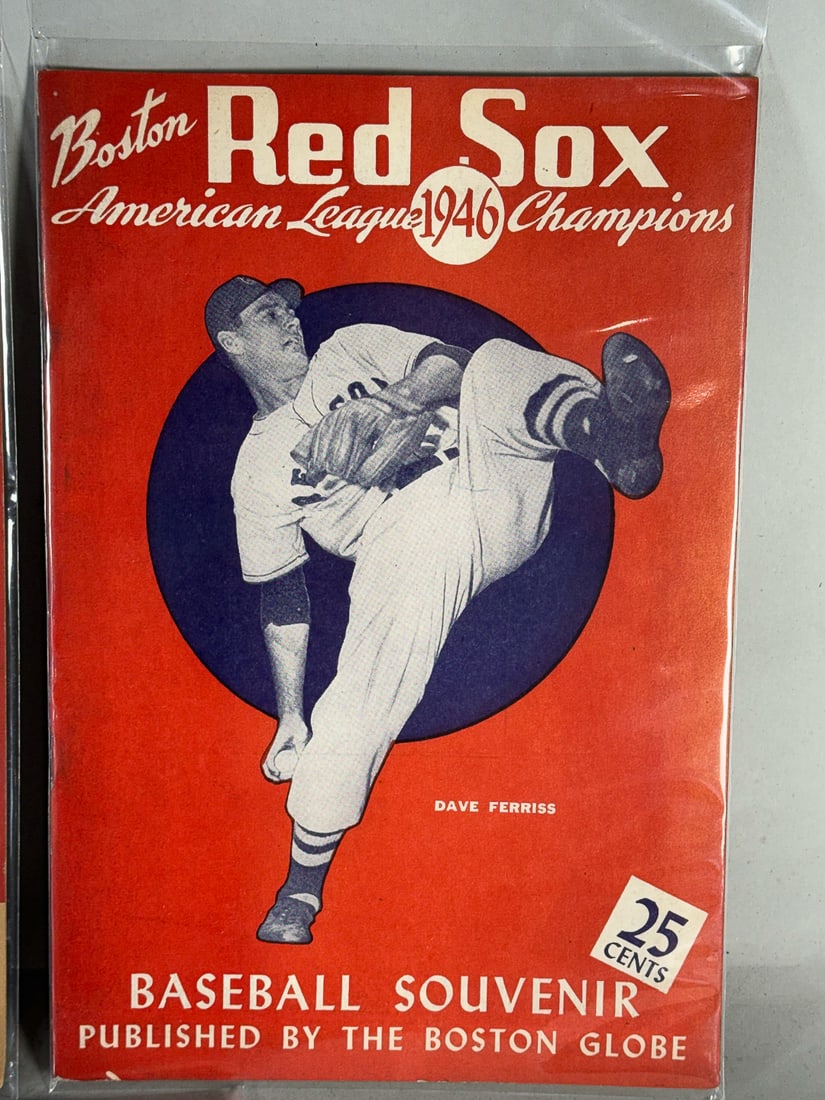 Boston Red Sox
American League 1946 Champions
DAVE FERRISS
25
CENTS
BASEBALL SOUVENIR
PUBLISHED BY THE BOSTON GLOBE